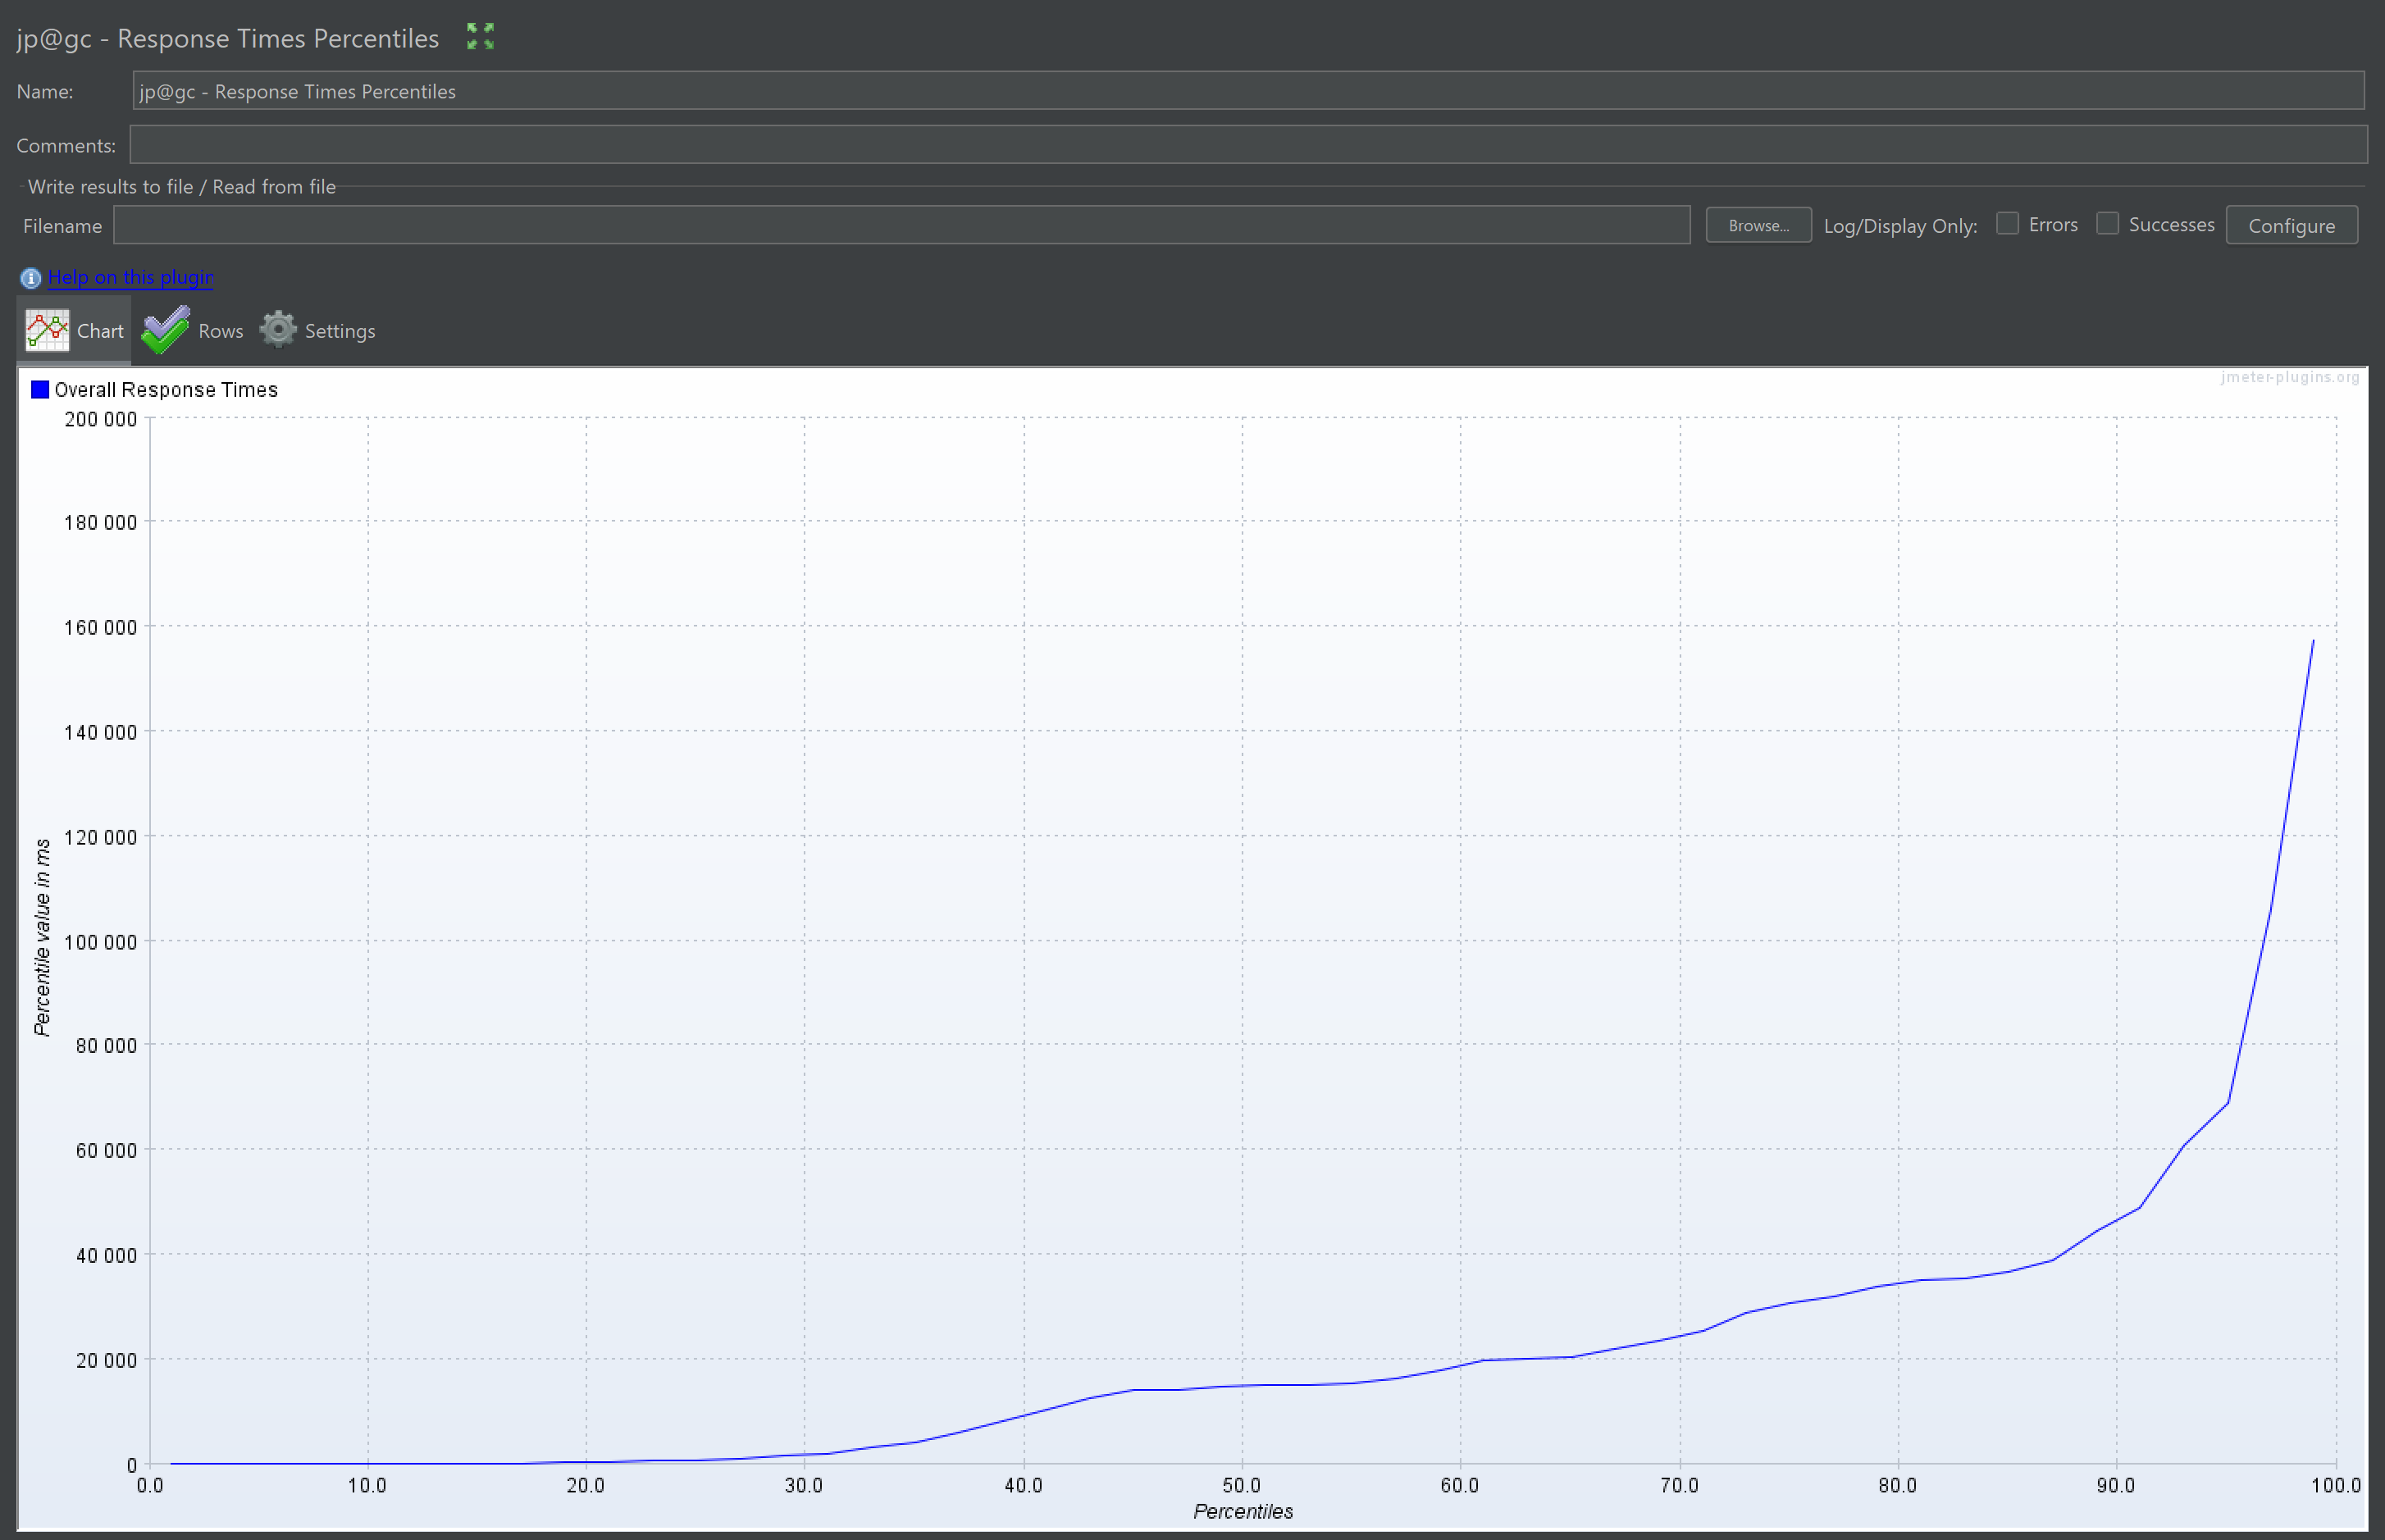 jp@gc - Response Times Percentiles
Name: jp@gc - Response Times Percentiles
Comments:
Write results to file / Read from file
Filename Browse... Log/Display Only: Errors Successes Configure
Help on this plugin
Chart Rows Settings
jmeter-plugins.org
Overall Response Times
200 000
180 000
160 000
140 000
120 000
100 000
80 000
60 000
40 000
20 000
0
Percentile value in ms
0.0 10.0 20.0 30.0 40.0 50.0 60.0 70.0 80.0 90.0 100.0
Percentiles